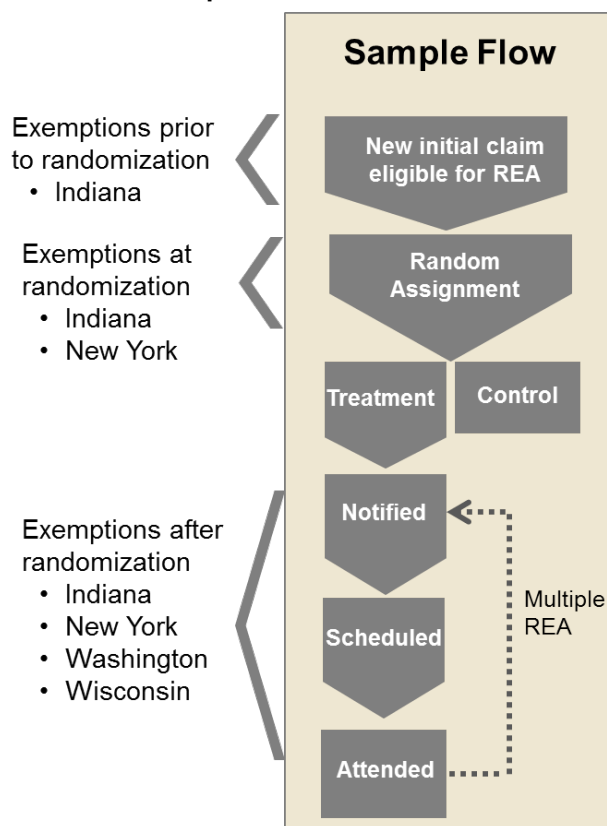 Sample Flow
Exemptions prior
to randomization
• Indiana
New initial claim
eligible for REA
Exemptions at
randomization
• Indiana
• New York
Random
Assignment
Treatment
Control
Notified
Exemptions after
randomization
• Indiana
• New York
• Washington
• Wisconsin
Scheduled
Multiple
REA
Attended